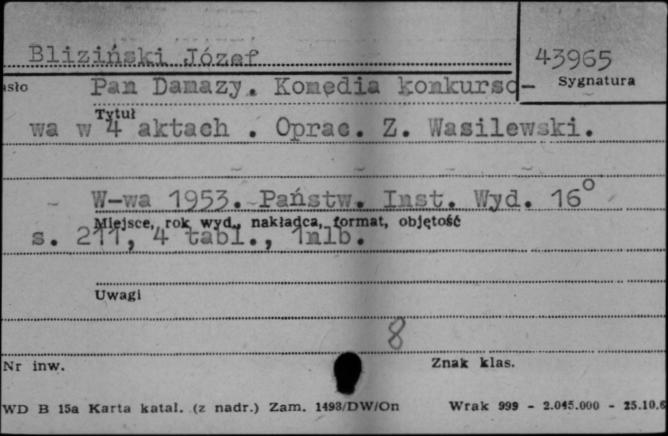 Bliziński Józef
43965
Sygnatura
Pan Damazy. Komedia konkurso-
Tytuł
wa w 4 aktach . Oprac. Z. Wasilewski.
W-wa 1953. Państw. Inst. Wyd. 16°
Miejsce, rok wyd., nakładca, format, objętość
s. 211, 4 tabl., 1nlb.
Uwagi
8
Nr inw.
Znak klas.
WD B 15a Karta katal. (z nadr.) Zam. 1493/DW/On
Wrak 999 - 2.045.000 - 25.10.